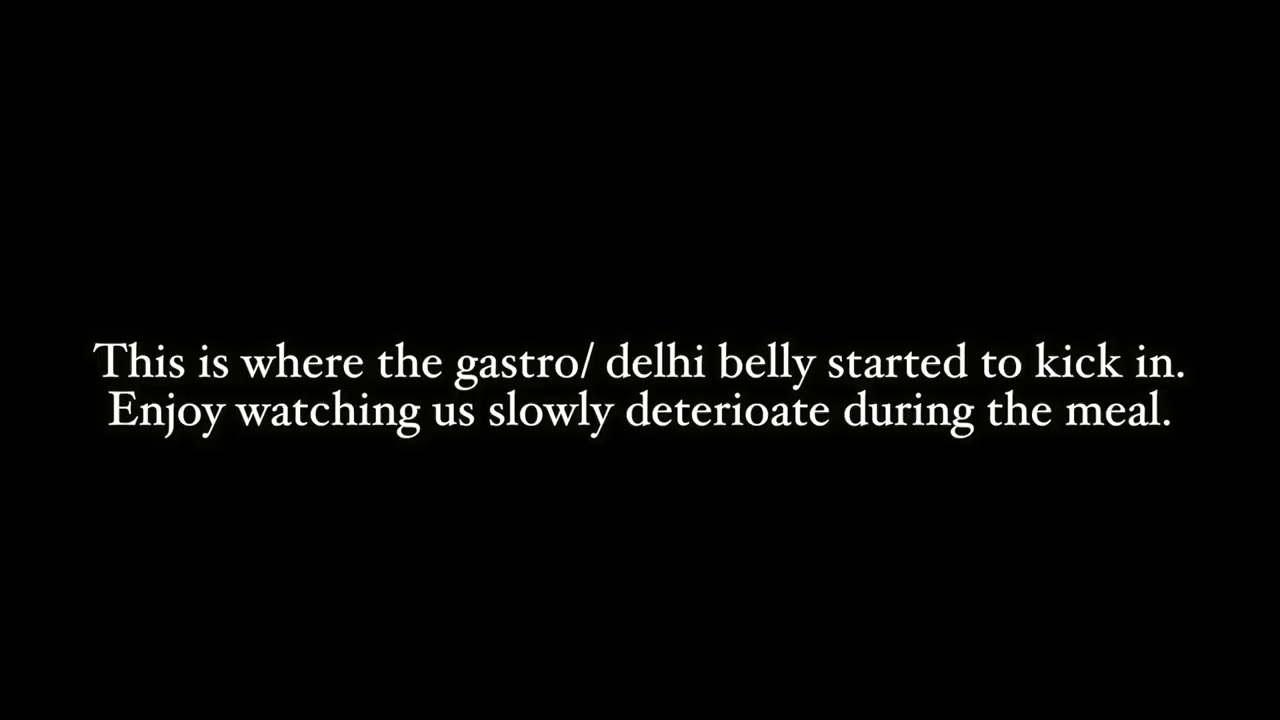 This is where the gastro/ delhi belly started to kick in.
Enjoy watching us slowly deterioate during the meal.